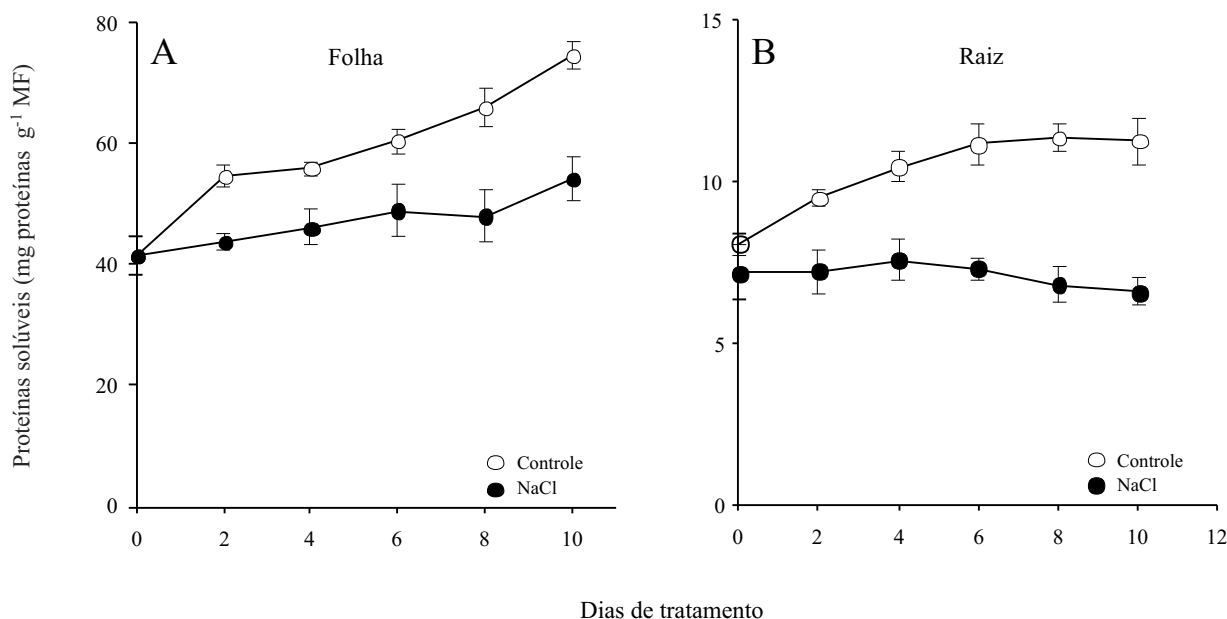 Proteínas solúveis (mg proteínas g-1 MF)
A
Folha
80
60
40
20
0
0 2 4 6 8 10
Controle
NaCl
B
Raiz
15
10
5
0
0 2 4 6 8 10 12
Controle
NaCl
Dias de tratamento